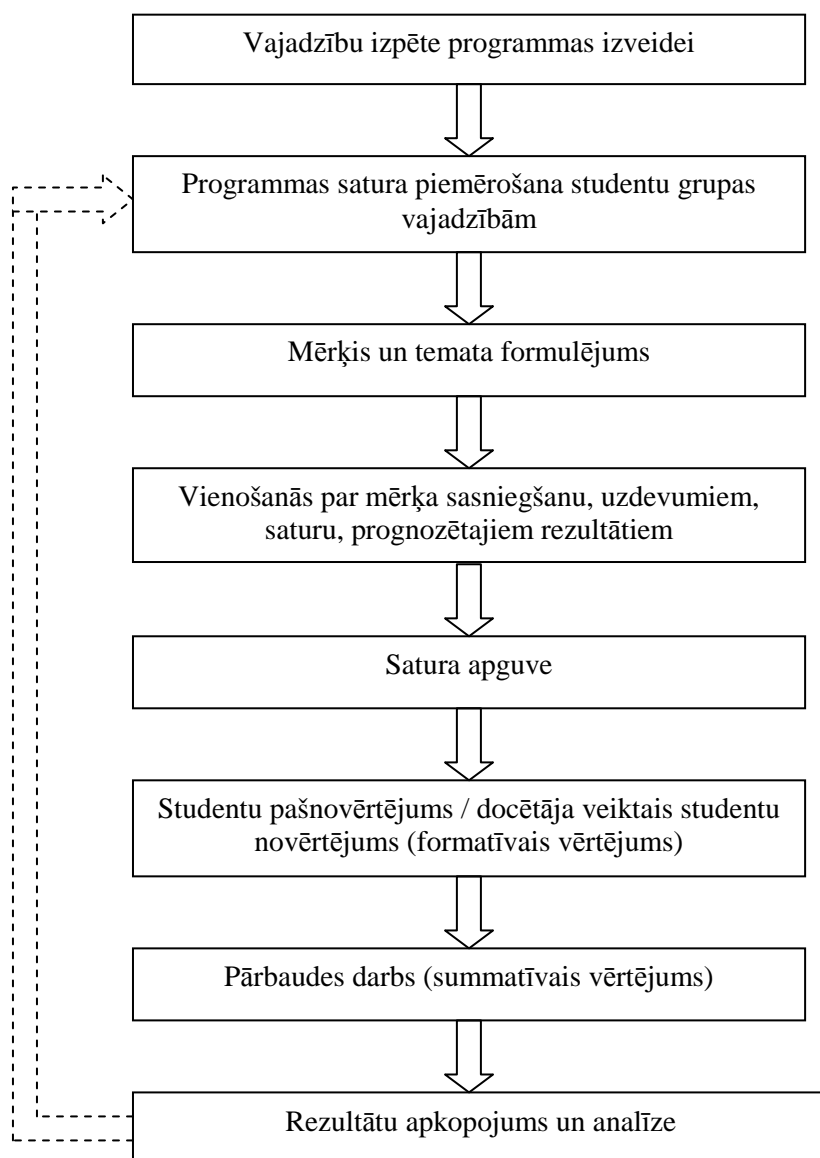 Vajadzību izpēte programmas izveidei
Programmas satura piemērošana studentu grupas
vajadzībām
Mērķis un temata formulējums
Vienošanās par mērķa sasniegšanu, uzdevumiem,
saturu, prognozētajiem rezultātiem
Satura apguve
Studentu pašnovērtējums / docētāja veiktais studentu
novērtējums (formatīvais vērtējums)
Pārbaudes darbs (summatīvais vērtējums)
Rezultātu apkopojums un analīze